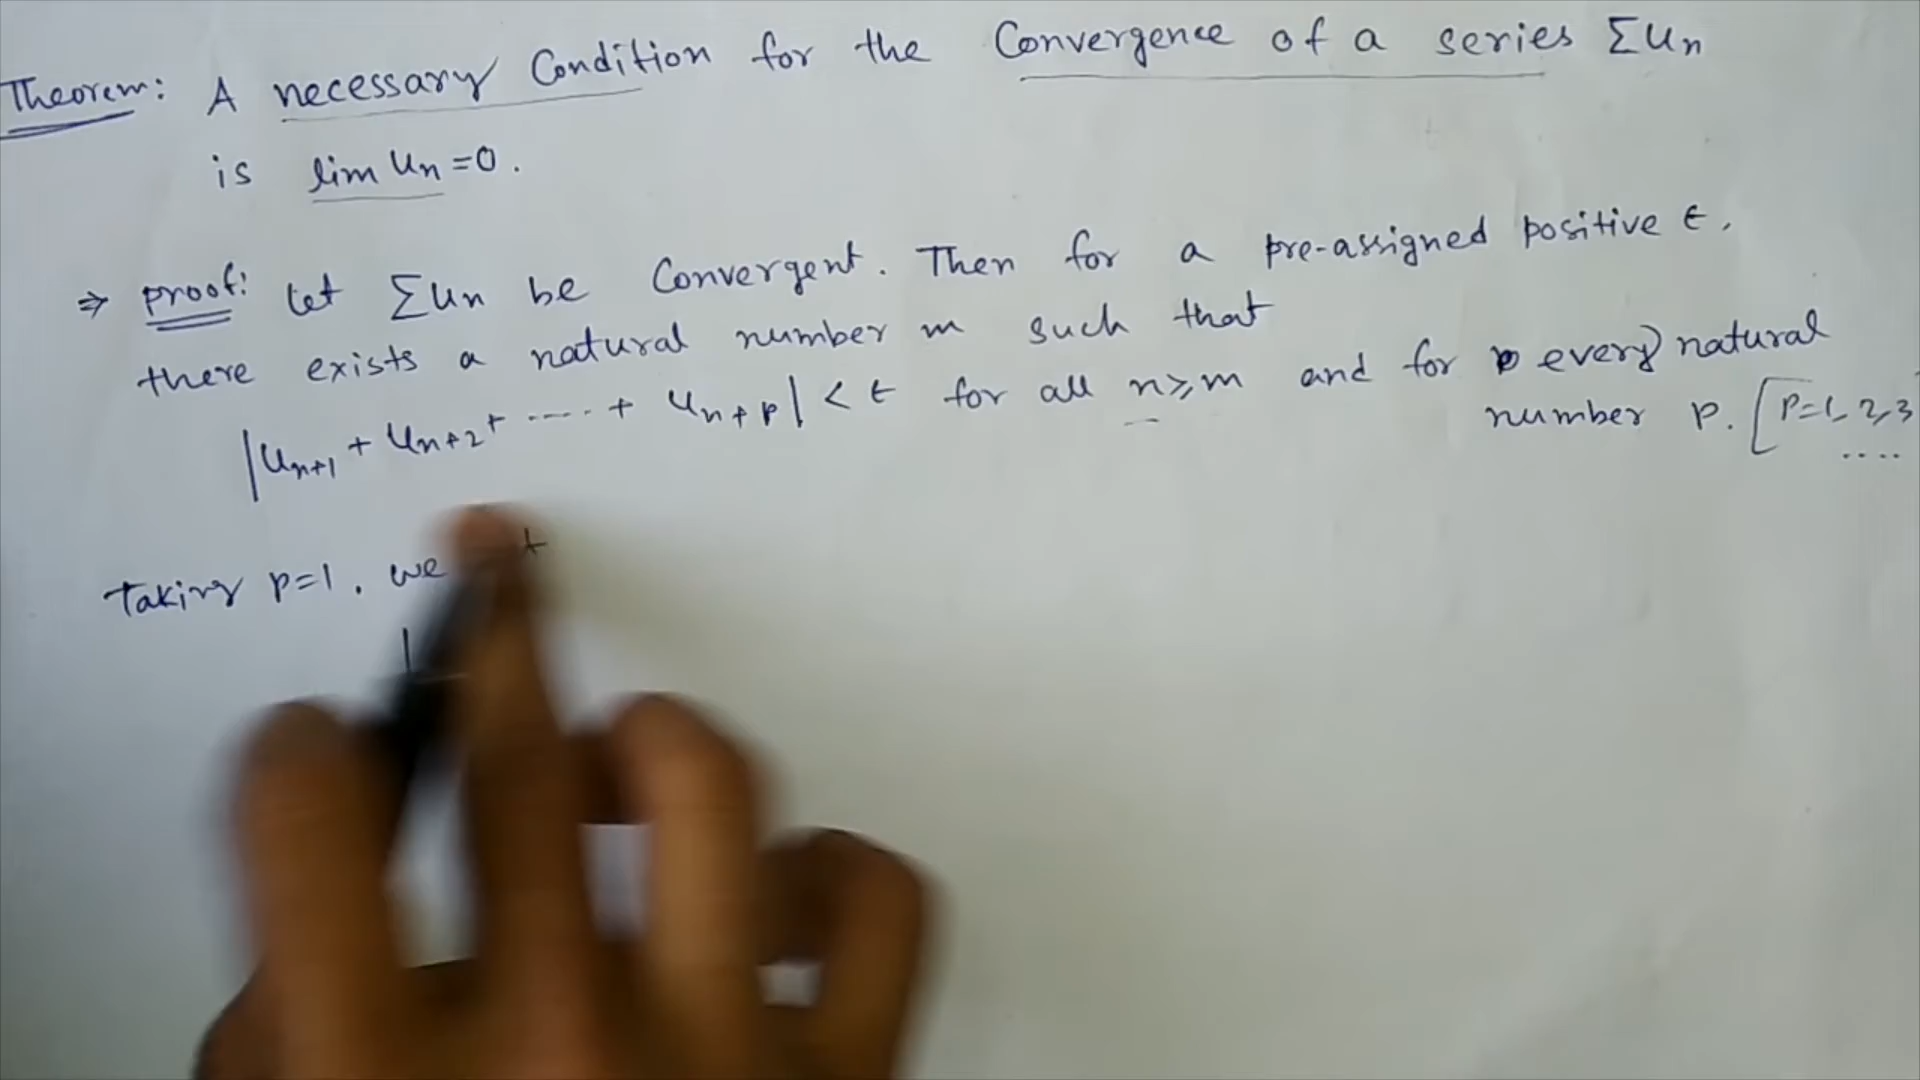 Theorem: A necessary Condition for the Convergence of a series Σun
is lim un =0.
⇒ proof: Let Σun be Convergent. Then for a pre-assigned positive ε,
there exists a natural number m such that
|un+1 + un+2 + ..... + un+p| < ε for all n⩾m and for every natural
number p. [P=1, 2, 3
....
Taking p=1, we
|